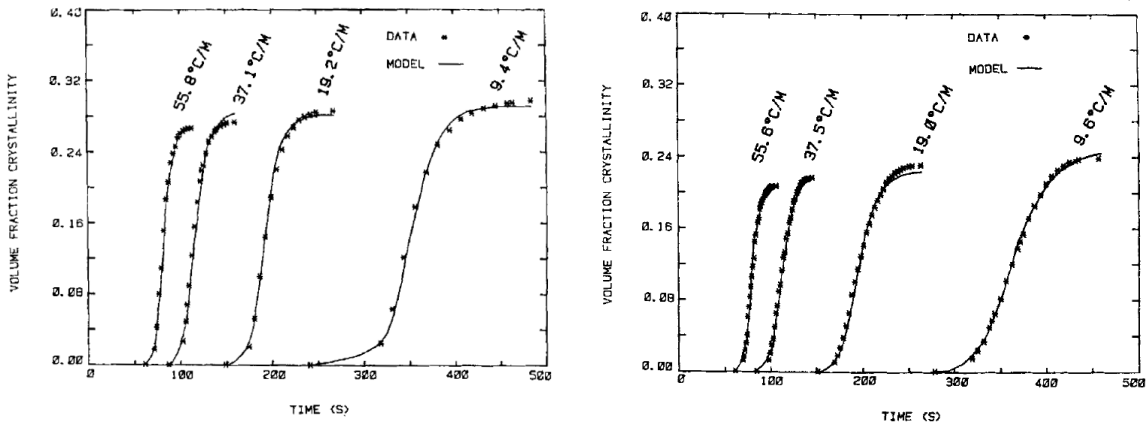 0.40
0.32
0.24
0.16
0.08
0.00
VOLUME FRACTION CRYSTALLINITY
DATA *
MODEL
55.8°C/M
37.1°C/M
19.2°C/M
9.4°C/M
0
100
200
300
400
500
TIME (S)
0.40
0.32
0.24
0.16
0.08
0.00
VOLUME FRACTION CRYSTALLINITY
DATA
MODEL
55.6°C/M
37.5°C/M
19.0°C/M
9.6°C/M
0
100
200
300
400
500
TIME (S)